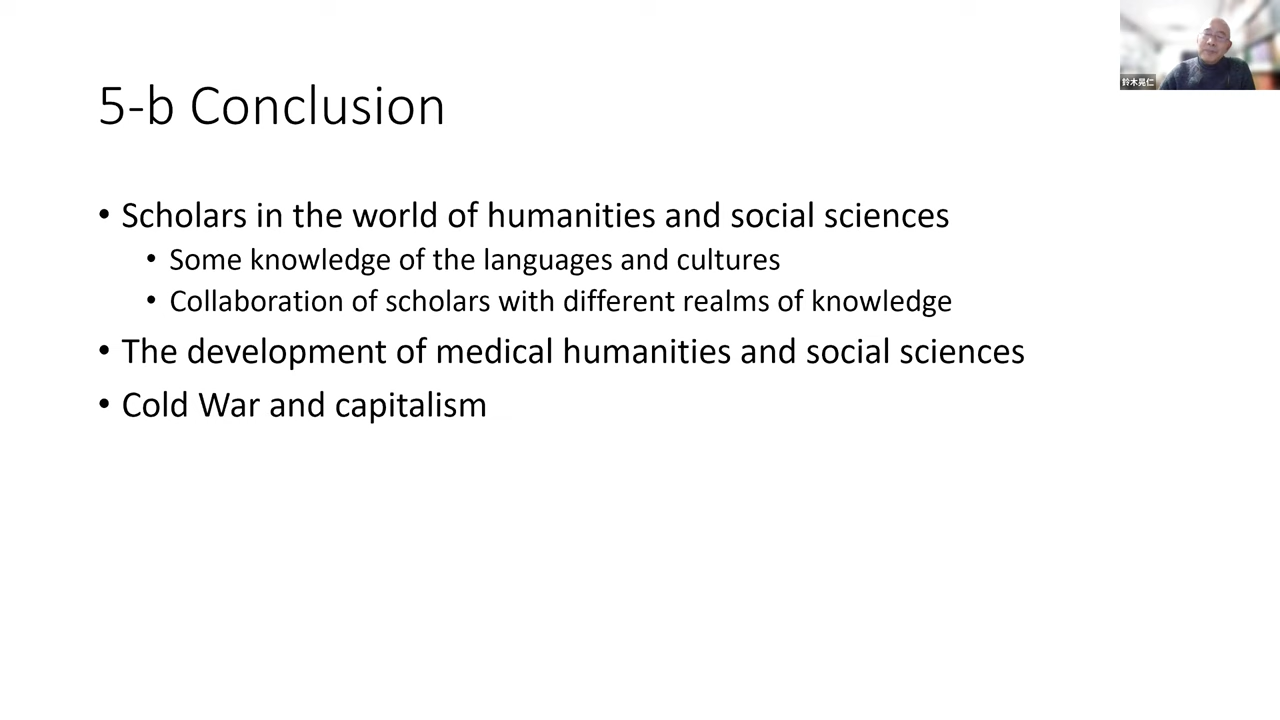 5-b Conclusion
• Scholars in the world of humanities and social sciences
• Some knowledge of the languages and cultures
• Collaboration of scholars with different realms of knowledge
• The development of medical humanities and social sciences
• Cold War and capitalism
鈴木晃仁